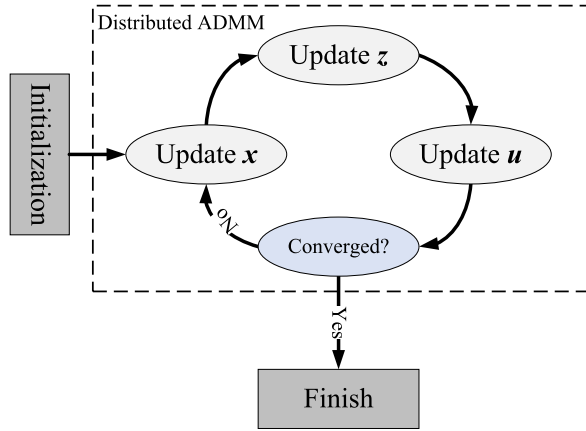 Distributed ADMM
Update z
Initialization
Update x
Update u
No
Converged?
Yes
Finish